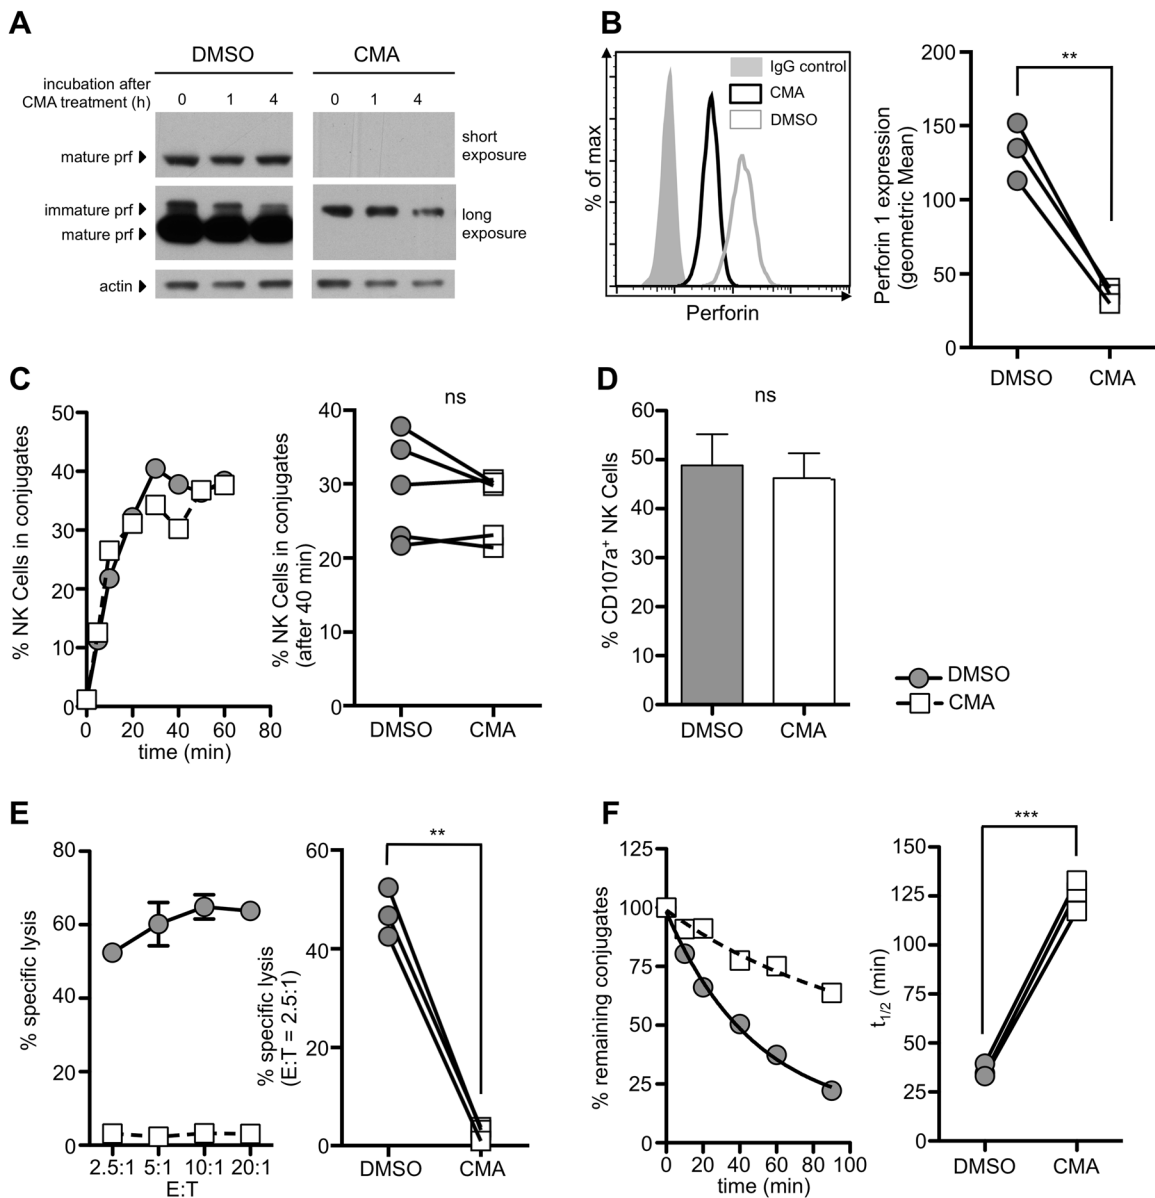 A
DMSO
CMA
incubation after
CMA treatment (h)
0 1 4
0 1 4
mature prf
short
exposure
immature prf
mature prf
long
exposure
actin
B
IgG control
CMA
DMSO
% of max
Perforin
200
150
100
50
0
Perforin 1 expression
(geometric Mean)
**
DMSO CMA
C
50
40
30
20
10
0
% NK Cells in conjugates
0 20 40 60 80
time (min)
ns
40
30
20
10
0
% NK Cells in conjugates
(after 40 min)
DMSO CMA
D
ns
60
50
40
30
20
10
0
% CD107a⁺ NK Cells
DMSO CMA
DMSO
CMA
E
80
60
40
20
0
% specific lysis
2.5:1 5:1 10:1 20:1
E:T
**
60
40
20
0
% specific lysis
(E:T = 2.5:1)
DMSO CMA
F
125
100
75
50
25
0
% remaining conjugates
0 20 40 60 80 100
time (min)
***
150
125
100
75
50
25
0
t1/2 (min)
DMSO CMA